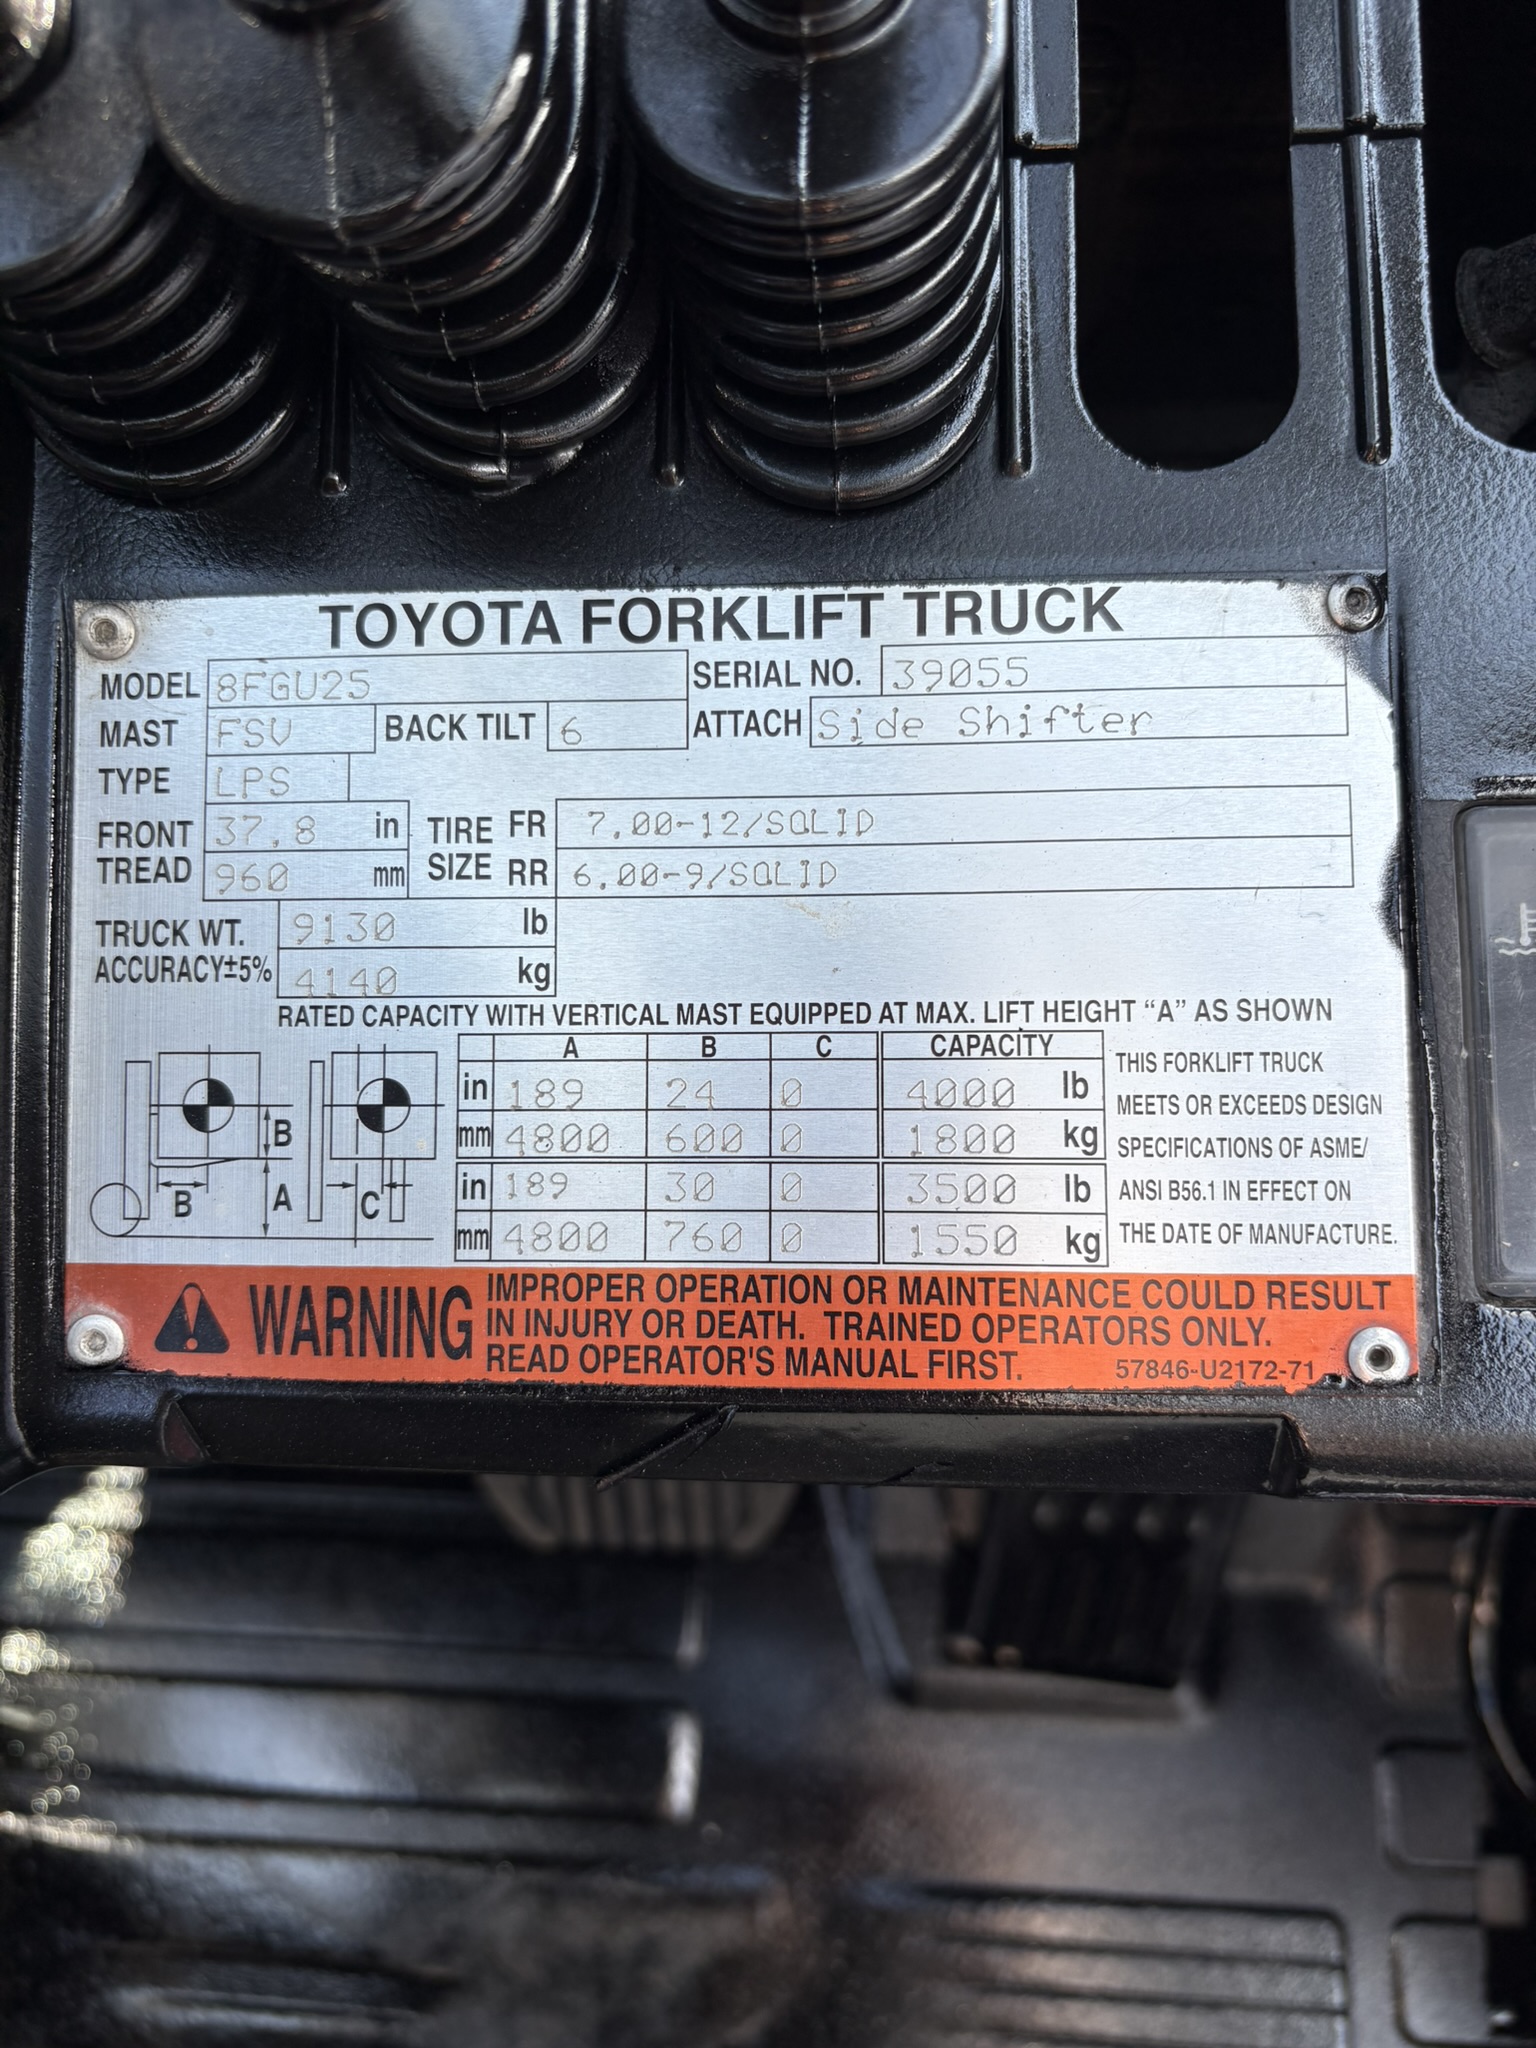 TOYOTA FORKLIFT TRUCK
MODEL 8FGU25 SERIAL NO. 39055
MAST FSV BACK TILT 6 ATTACH Side Shifter
TYPE LPS
FRONT TREAD 37.8 in TIRE SIZE FR 7.00-12/SOLID
960 mm RR 6.00-9/SOLID
TRUCK WT. 9130 lb
ACCURACY±5% 4140 kg
RATED CAPACITY WITH VERTICAL MAST EQUIPPED AT MAX. LIFT HEIGHT “A” AS SHOWN
A B C CAPACITY
in 189 24 0 4000 lb
mm 4800 600 0 1800 kg
in 189 30 0 3500 lb
mm 4800 760 0 1550 kg
B
B A C
THIS FORKLIFT TRUCK
MEETS OR EXCEEDS DESIGN
SPECIFICATIONS OF ASME/
ANSI B56.1 IN EFFECT ON
THE DATE OF MANUFACTURE.
WARNING
IMPROPER OPERATION OR MAINTENANCE COULD RESULT
IN INJURY OR DEATH. TRAINED OPERATORS ONLY.
READ OPERATOR'S MANUAL FIRST. 57846-U2172-71